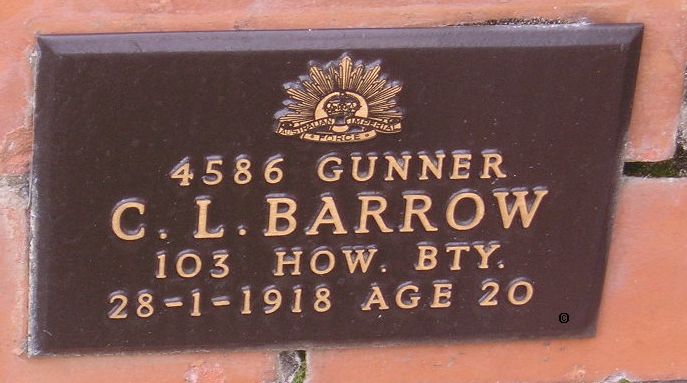 AUSTRALIAN IMPERIAL
FORCE
4586 GUNNER
C. L. BARROW
103 HOW. BTY.
28-1-1918 AGE 20
©